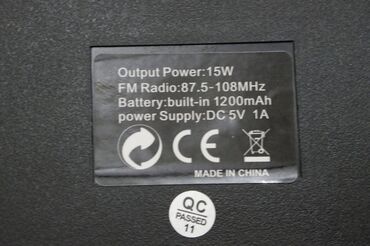 Output Power:15W
FM Radio:87.5-108MHz
Battery:built-in 1200mAh
power Supply:DC 5V 1A
CE
MADE IN CHINA
QC
PASSED
11